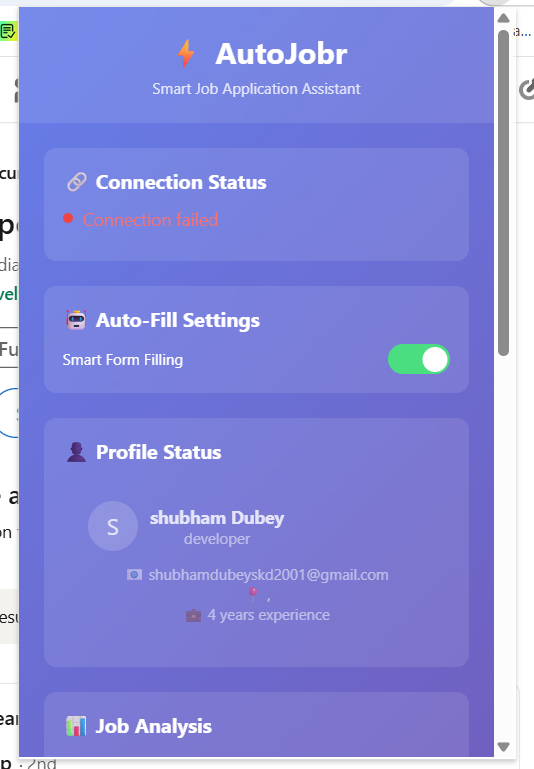 AutoJobr
Smart Job Application Assistant
Connection Status
Connection failed
Auto-Fill Settings
Smart Form Filling
Profile Status
S
shubham Dubey
developer
shubhamdubeyskd2001@gmail.com
,
4 years experience
Job Analysis
2nd